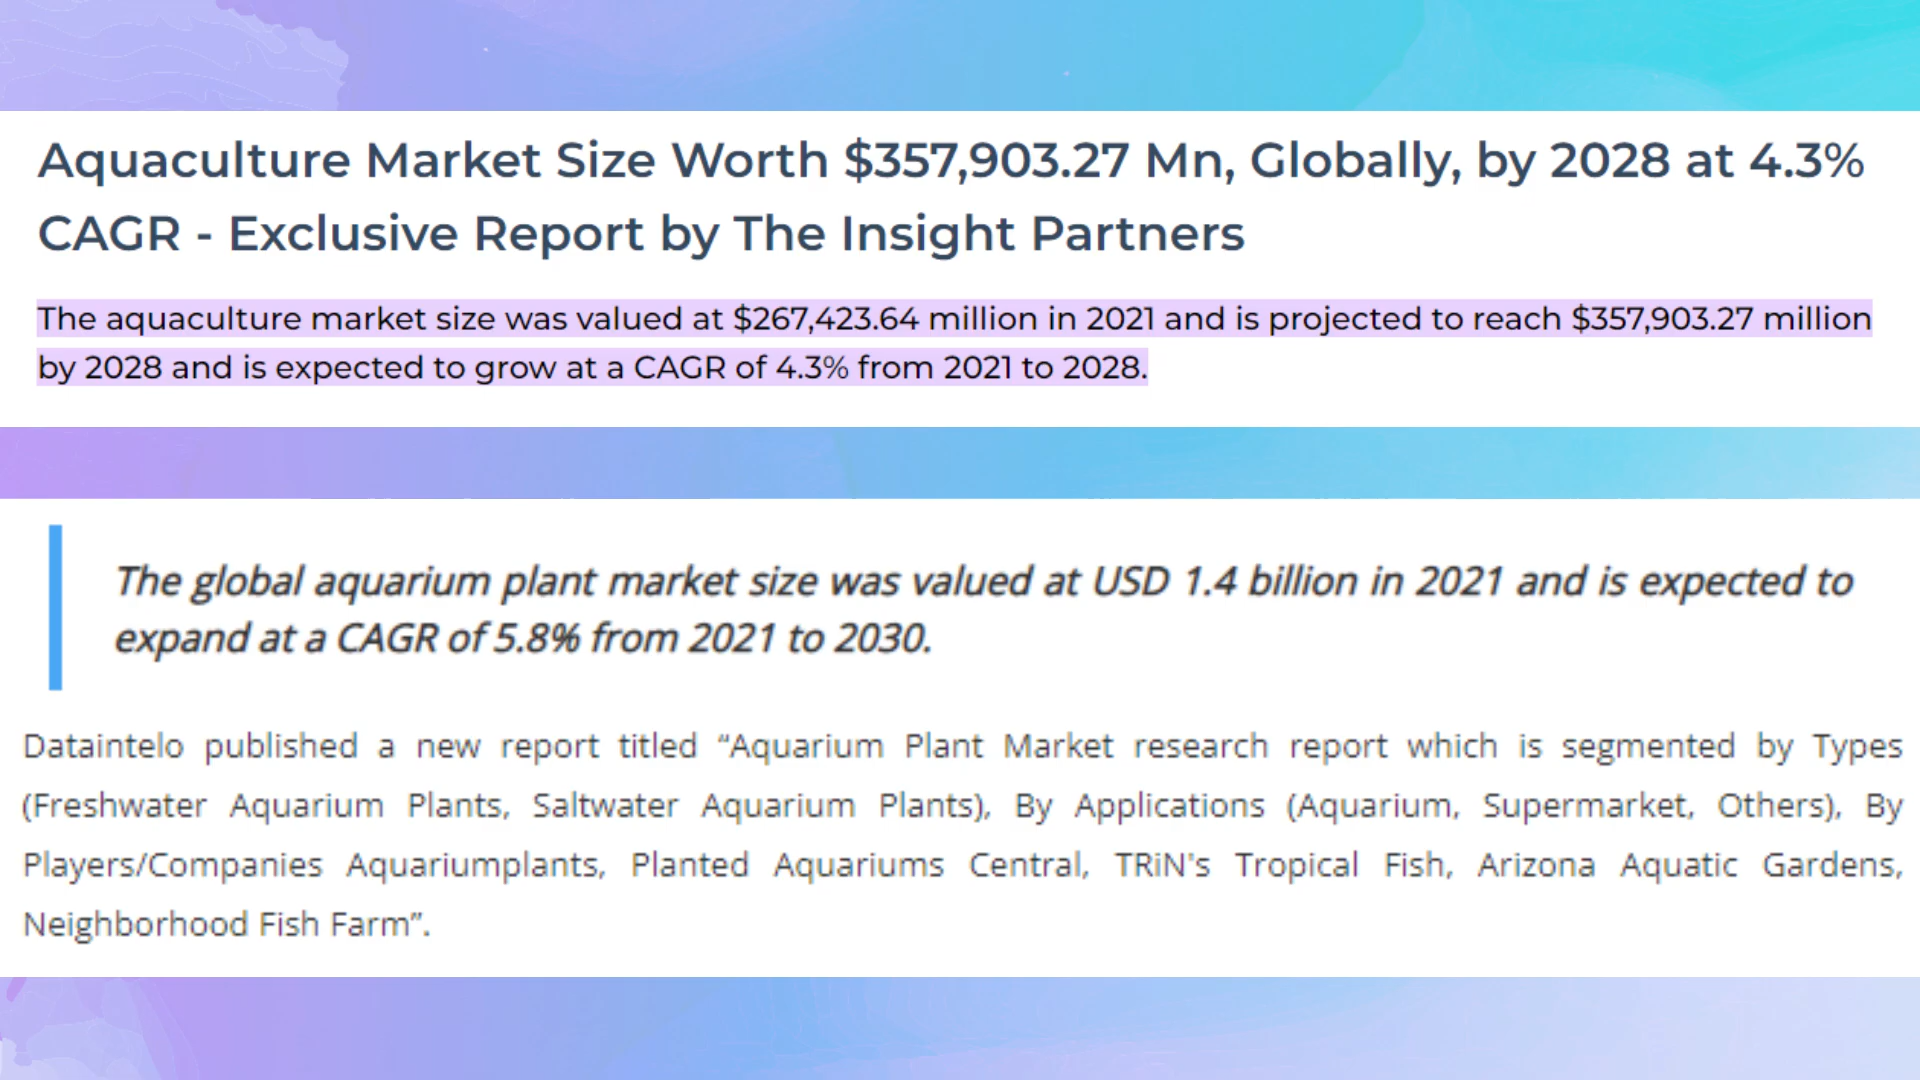 Aquaculture Market Size Worth $357,903.27 Mn, Globally, by 2028 at 4.3%
CAGR - Exclusive Report by The Insight Partners
The aquaculture market size was valued at $267,423.64 million in 2021 and is projected to reach $357,903.27 million
by 2028 and is expected to grow at a CAGR of 4.3% from 2021 to 2028.
The global aquarium plant market size was valued at USD 1.4 billion in 2021 and is expected to
expand at a CAGR of 5.8% from 2021 to 2030.
Dataintelo published a new report titled “Aquarium Plant Market research report which is segmented by Types
(Freshwater Aquarium Plants, Saltwater Aquarium Plants), By Applications (Aquarium, Supermarket, Others), By
Players/Companies Aquariumplants, Planted Aquariums Central, TRiN's Tropical Fish, Arizona Aquatic Gardens,
Neighborhood Fish Farm”.